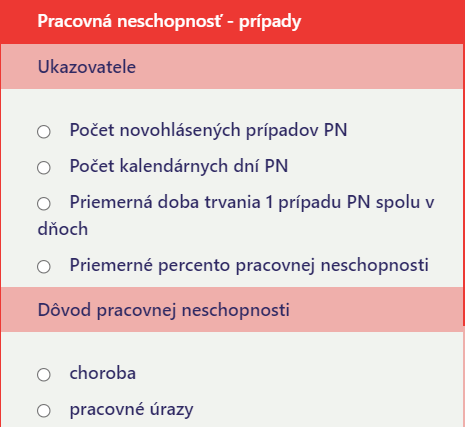 Pracovná neschopnosť - prípady
Ukazovatele
Počet novohlásených prípadov PN
Počet kalendárnych dní PN
Priemerná doba trvania 1 prípadu PN spolu v
dňoch
Priemerné percento pracovnej neschopnosti
Dôvod pracovnej neschopnosti
choroba
pracovné úrazy